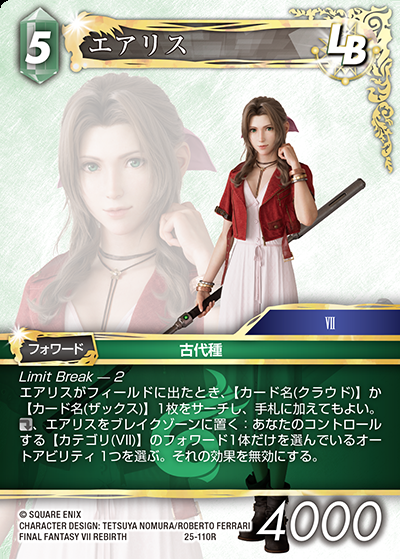 5
エアリス
LB
VII
フォワード
古代種
Limit Break — 2
エアリスがフィールドに出たとき、【カード名(クラウド)】か
【カード名(ザックス)】1枚をサーチし、手札に加えてもよい。
、エアリスをブレイクゾーンに置く：あなたのコントロール
する【カテゴリ(VII)】のフォワード1体だけを選んでいるオー
トアビリティ 1つを選ぶ。それの効果を無効にする。
© SQUARE ENIX
CHARACTER DESIGN: TETSUYA NOMURA/ROBERTO FERRARI
FINAL FANTASY VII REBIRTH
25-110R
4000